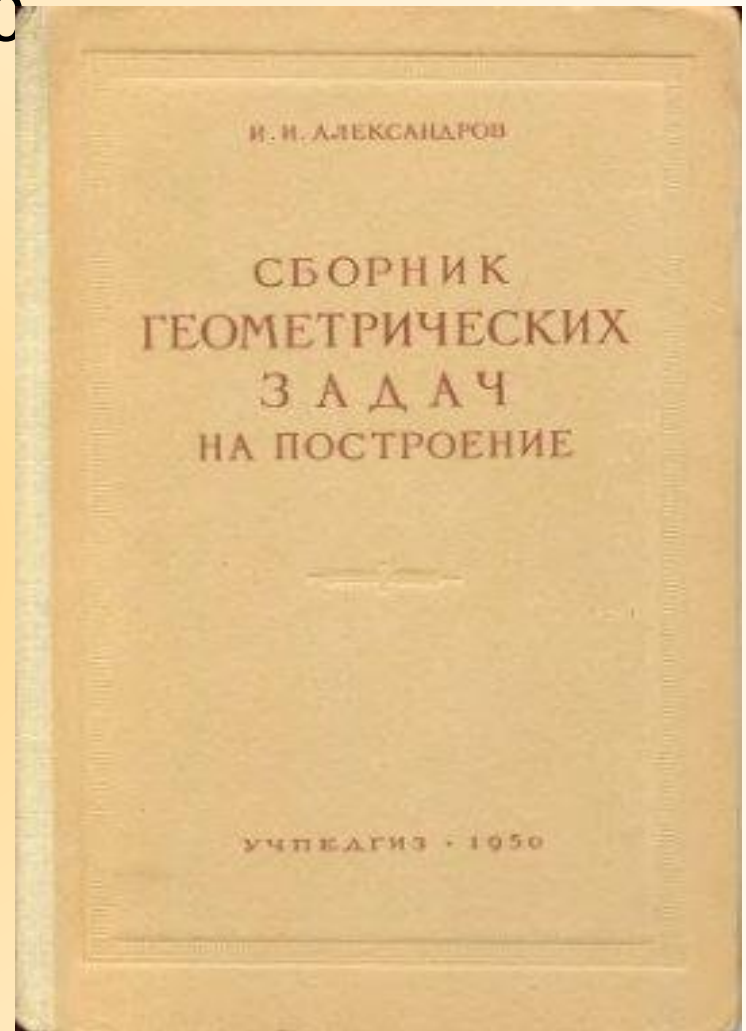 И. И. АЛЕКСАНДРОВ
СБОРНИК
ГЕОМЕТРИЧЕСКИХ
ЗАДАЧ
НА ПОСТРОЕНИЕ
УЧПЕДГИЗ · 1950